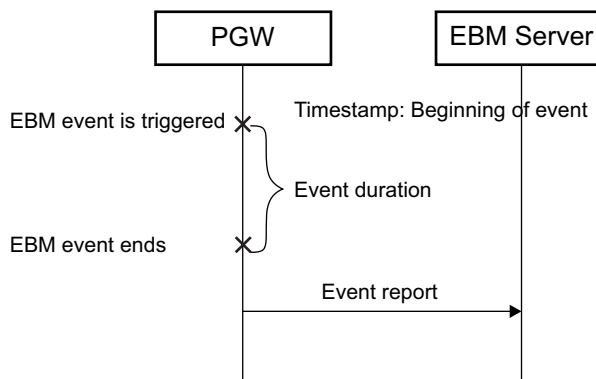 PGW
EBM Server
EBM event is triggered
Timestamp: Beginning of event
Event duration
EBM event ends
Event report